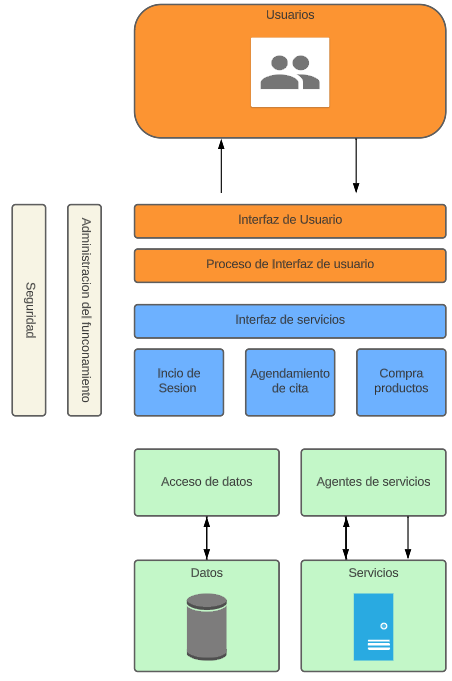 Usuarios
Interfaz de Usuario
Proceso de Interfaz de usuario
Interfaz de servicios
Incio de
Sesion
Agendamiento
de cita
Compra
productos
Seguridad
Administracion del funconamiento
Acceso de datos
Agentes de servicios
Datos
Servicios